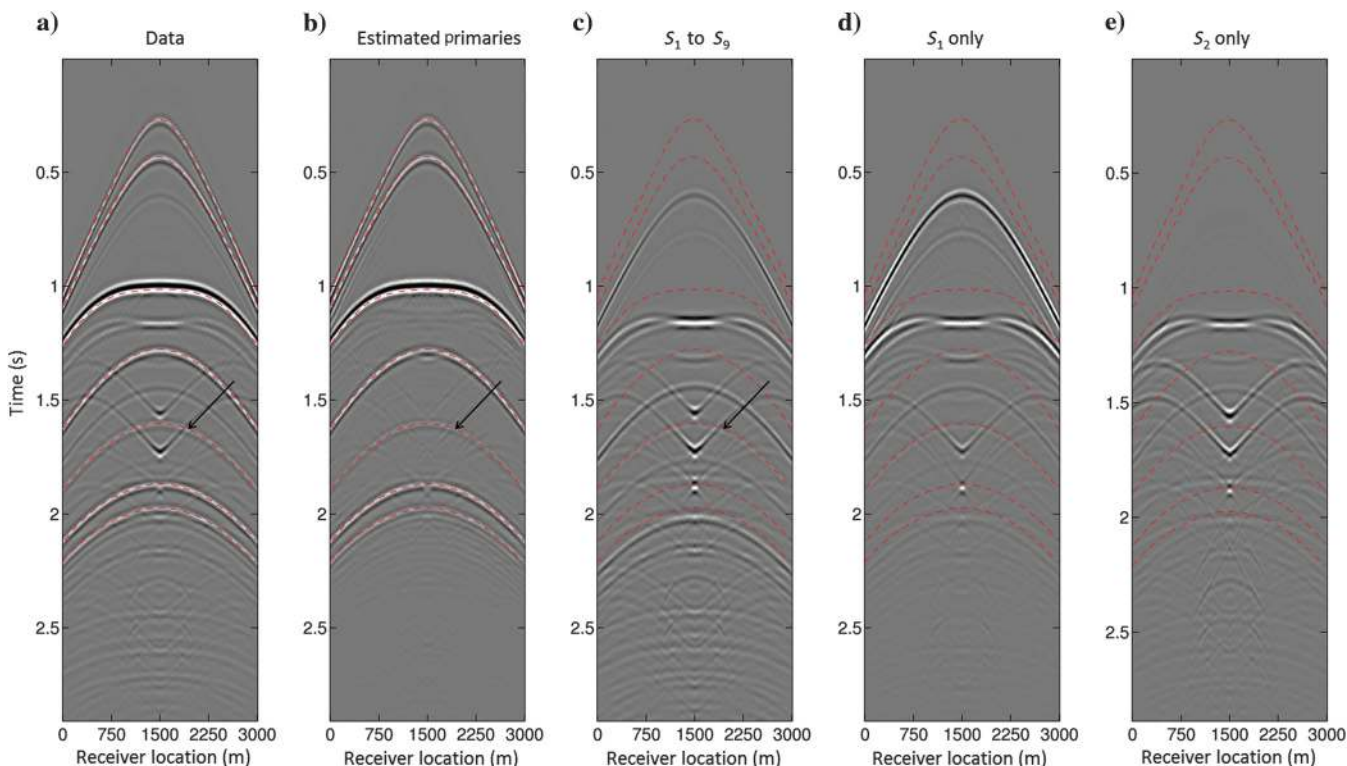 a)
Data
b)
Estimated primaries
c)
S1 to S9
d)
S1 only
e)
S2 only
Time (s)
0.5
1
1.5
2
2.5
0.5
1
1.5
2
2.5
0.5
1
1.5
2
2.5
0.5
1
1.5
2
2.5
0.5
1
1.5
2
2.5
0 750 1500 2250 3000
0 750 1500 2250 3000
0 750 1500 2250 3000
0 750 1500 2250 3000
0 750 1500 2250 3000
Receiver location (m)
Receiver location (m)
Receiver location (m)
Receiver location (m)
Receiver location (m)